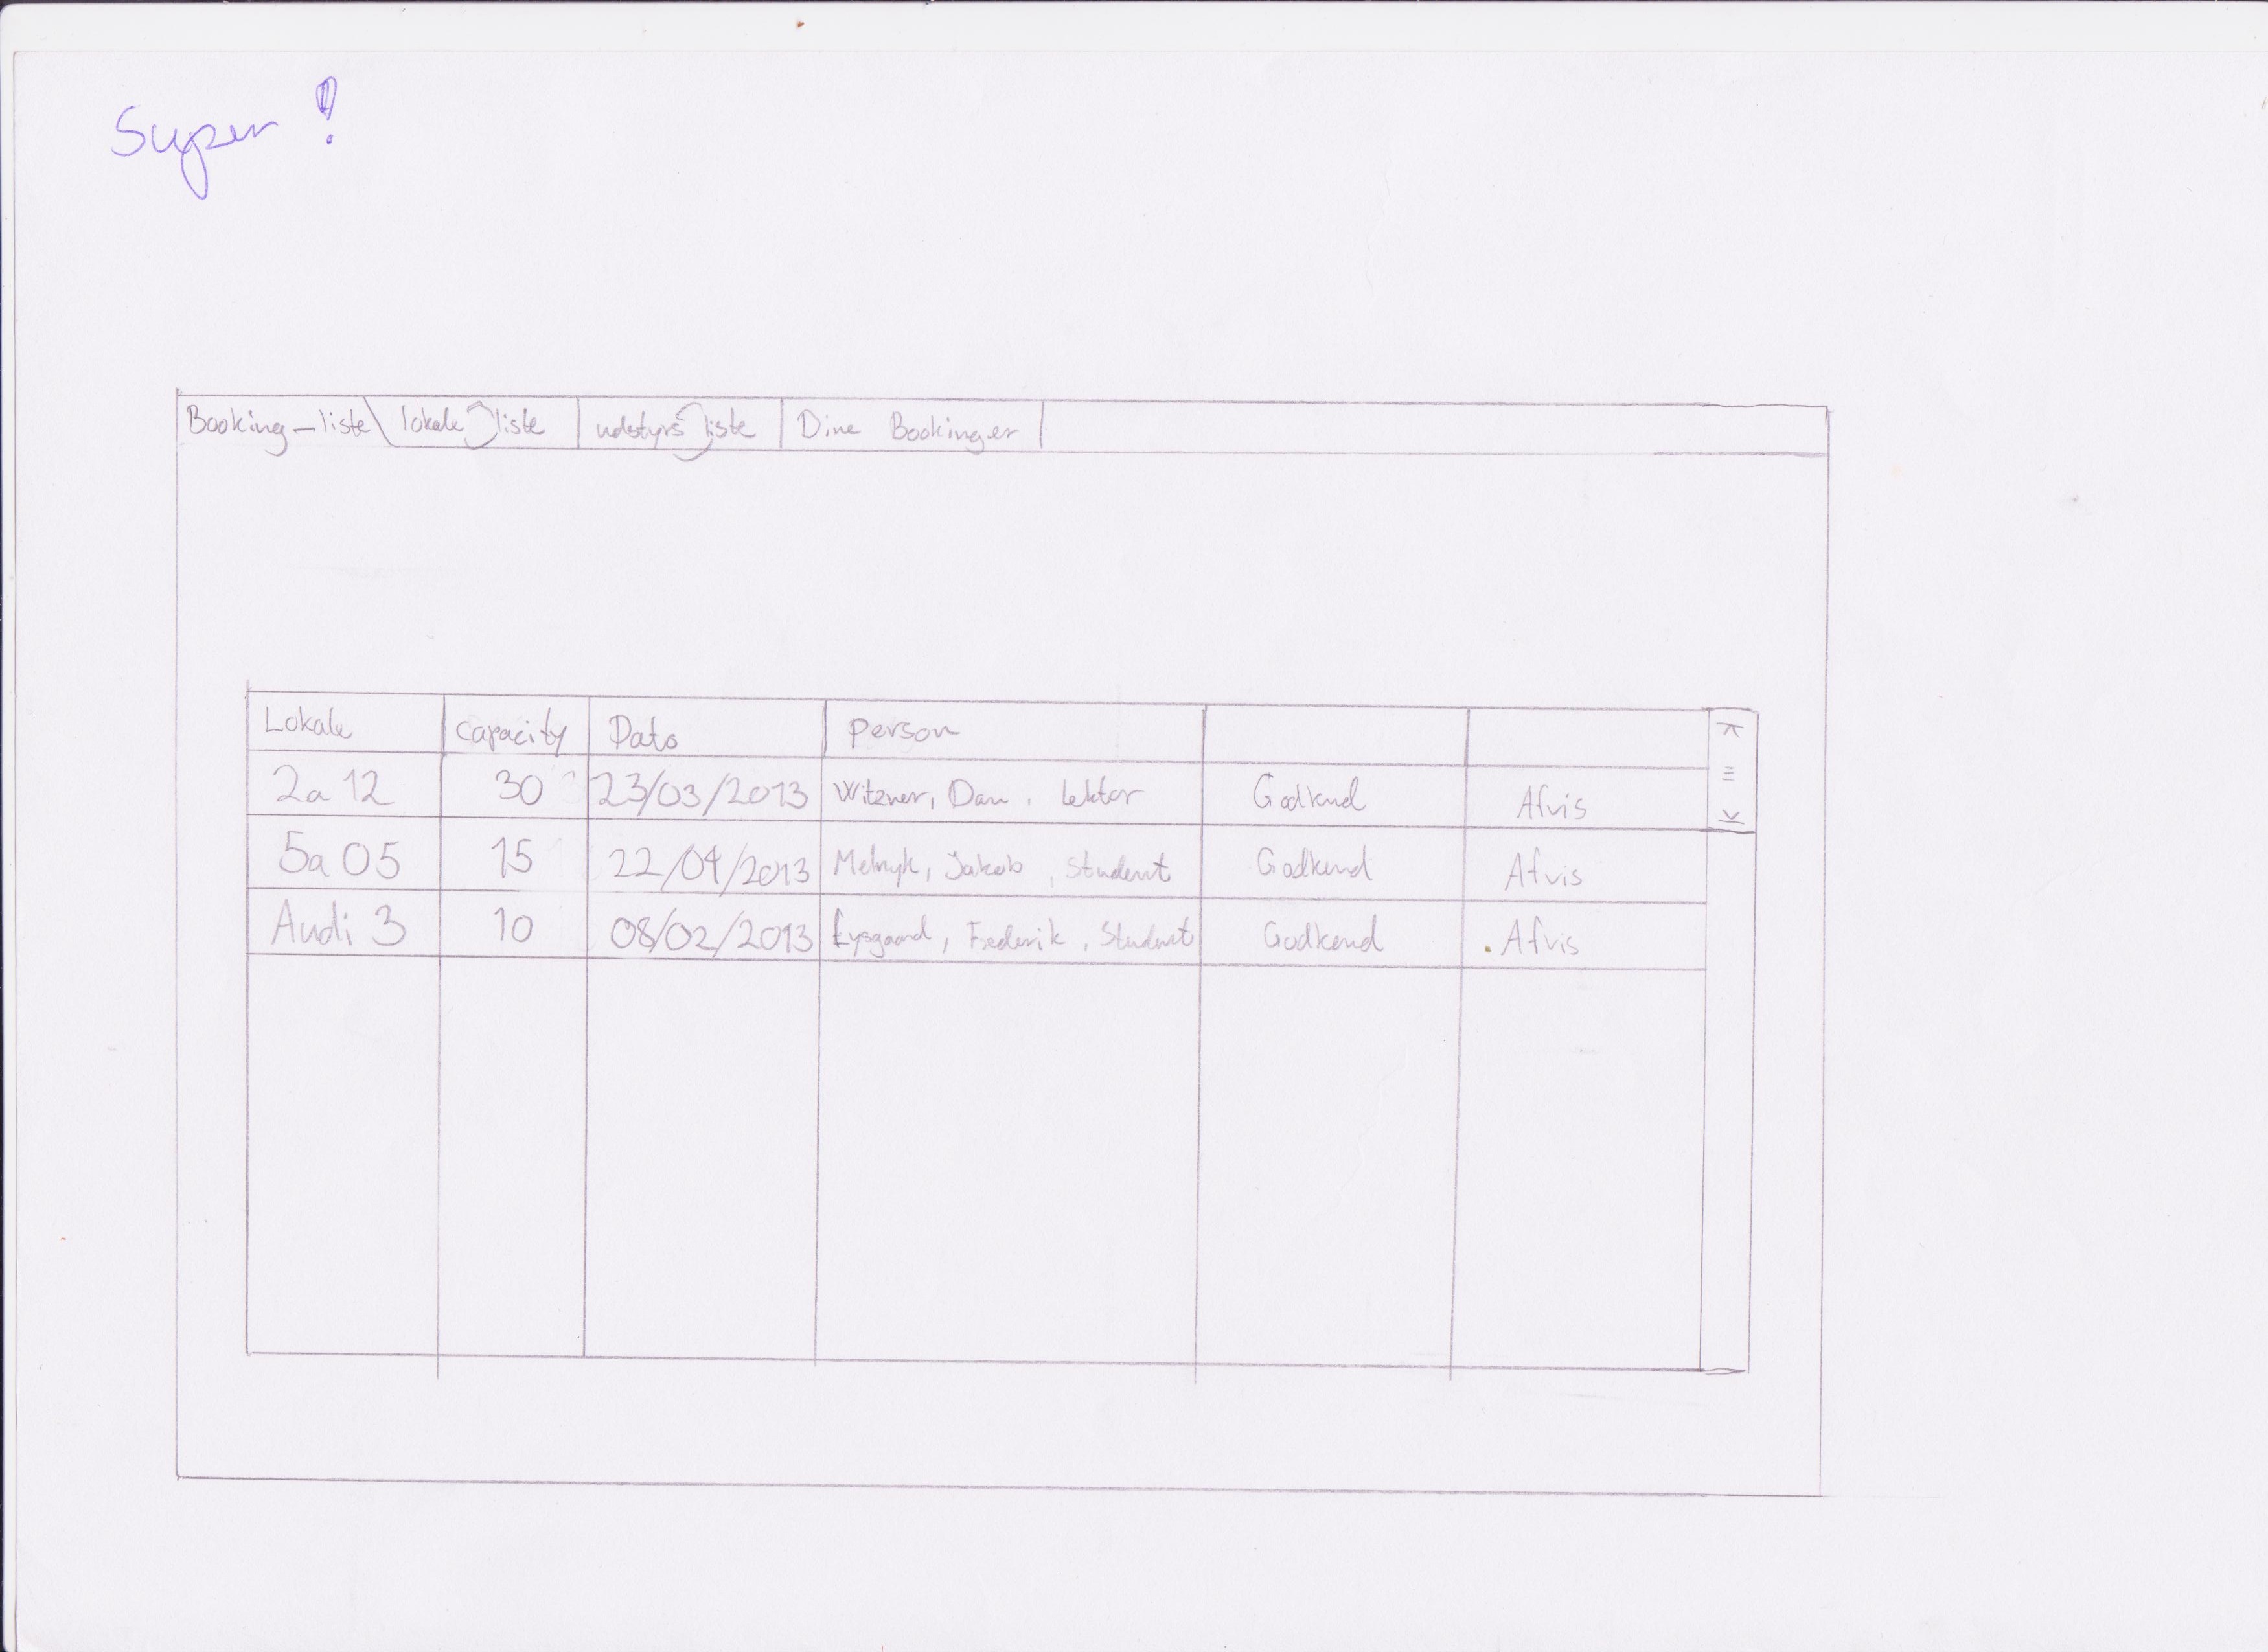 Super!
Booking-liste lokale liste udstyrs liste Dine Bookinger
Lokale capacity Dato Person
2a 12 30 23/03/2013 Witzner, Dan, Lektor Godkend Afvis
5a 05 15 22/04/2013 Melnyk, Jakob, Student Godkend Afvis
Audi 3 10 08/02/2013 Lysgaard, Frederik, Student Godkend Afvis